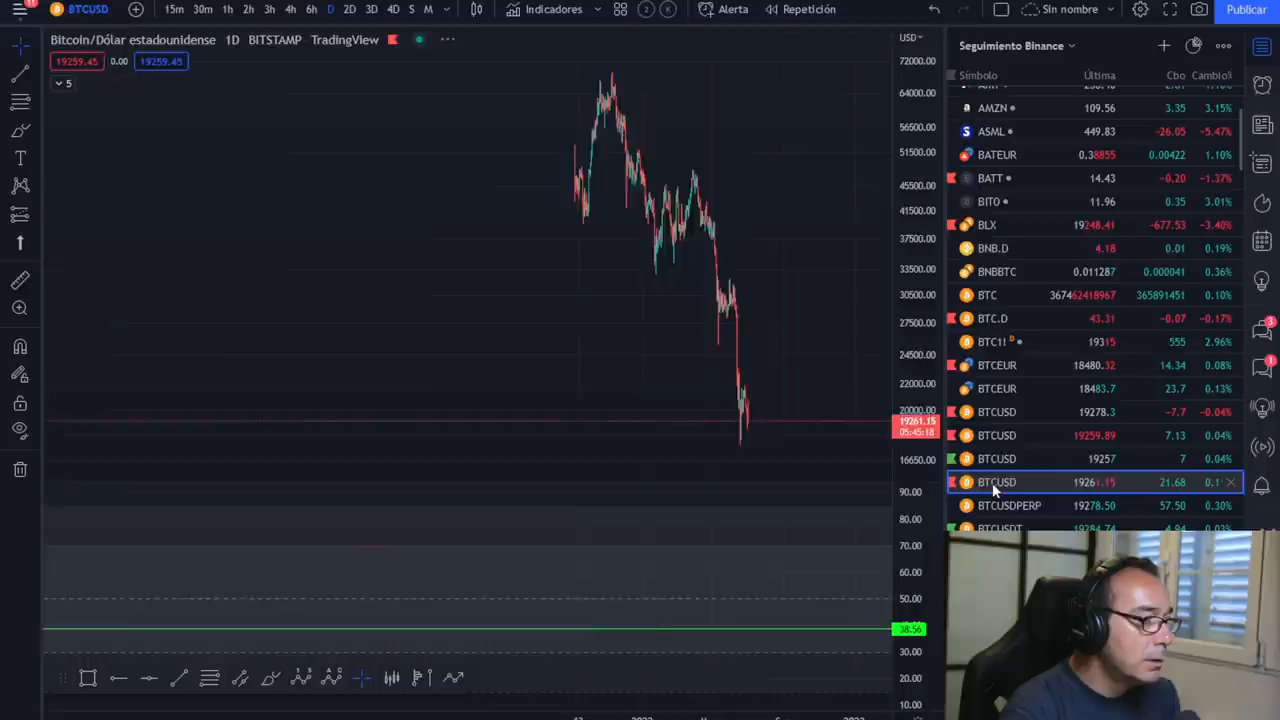 11
BTCUSD 15m 30m 1h 2h 3h 4h 6h D 2D 3D 4D S M Indicadores 2 K Alerta Repetición Sin nombre Publicar
Bitcoin/Dólar estadounidense 1D BITSTAMP TradingView
USD
19259.45 0.00 19259.45
5
72000.00
64000.00
56500.00
51500.00
45500.00
41500.00
37500.00
33500.00
30500.00
27500.00
24500.00
22000.00
20000.00
19261.15
05:45:18
16650.00
90.00
80.00
70.00
60.00
50.00
38.56
30.00
20.00
10.00
Seguimiento Binance
Símbolo Última Cbo Cambio%
AMZN 109.56 3.35 3.15%
ASML 449.83 -26.05 -5.47%
BATEUR 0.38855 0.00422 1.10%
BATT 14.43 -0.20 -1.37%
BITO 11.96 0.35 3.01%
BLX 19248.41 -677.53 -3.40%
BNB.D 4.18 0.01 0.19%
BNBBTC 0.011287 0.000041 0.36%
BTC 367462418967 365891451 0.10%
BTC.D 43.31 -0.07 -0.17%
BTC1! D 19315 555 2.96%
BTCEUR 18480.32 14.34 0.08%
BTCEUR 18483.7 23.7 0.13%
BTCUSD 19278.3 -7.7 -0.04%
BTCUSD 19259.89 7.13 0.04%
BTCUSD 19257 7 0.04%
BTCUSD 19261.15 21.68 0.1
BTCUSDPERP 19278.50 57.50 0.30%
BTCUSDT 19284.74 4.94 0.03%
3
1